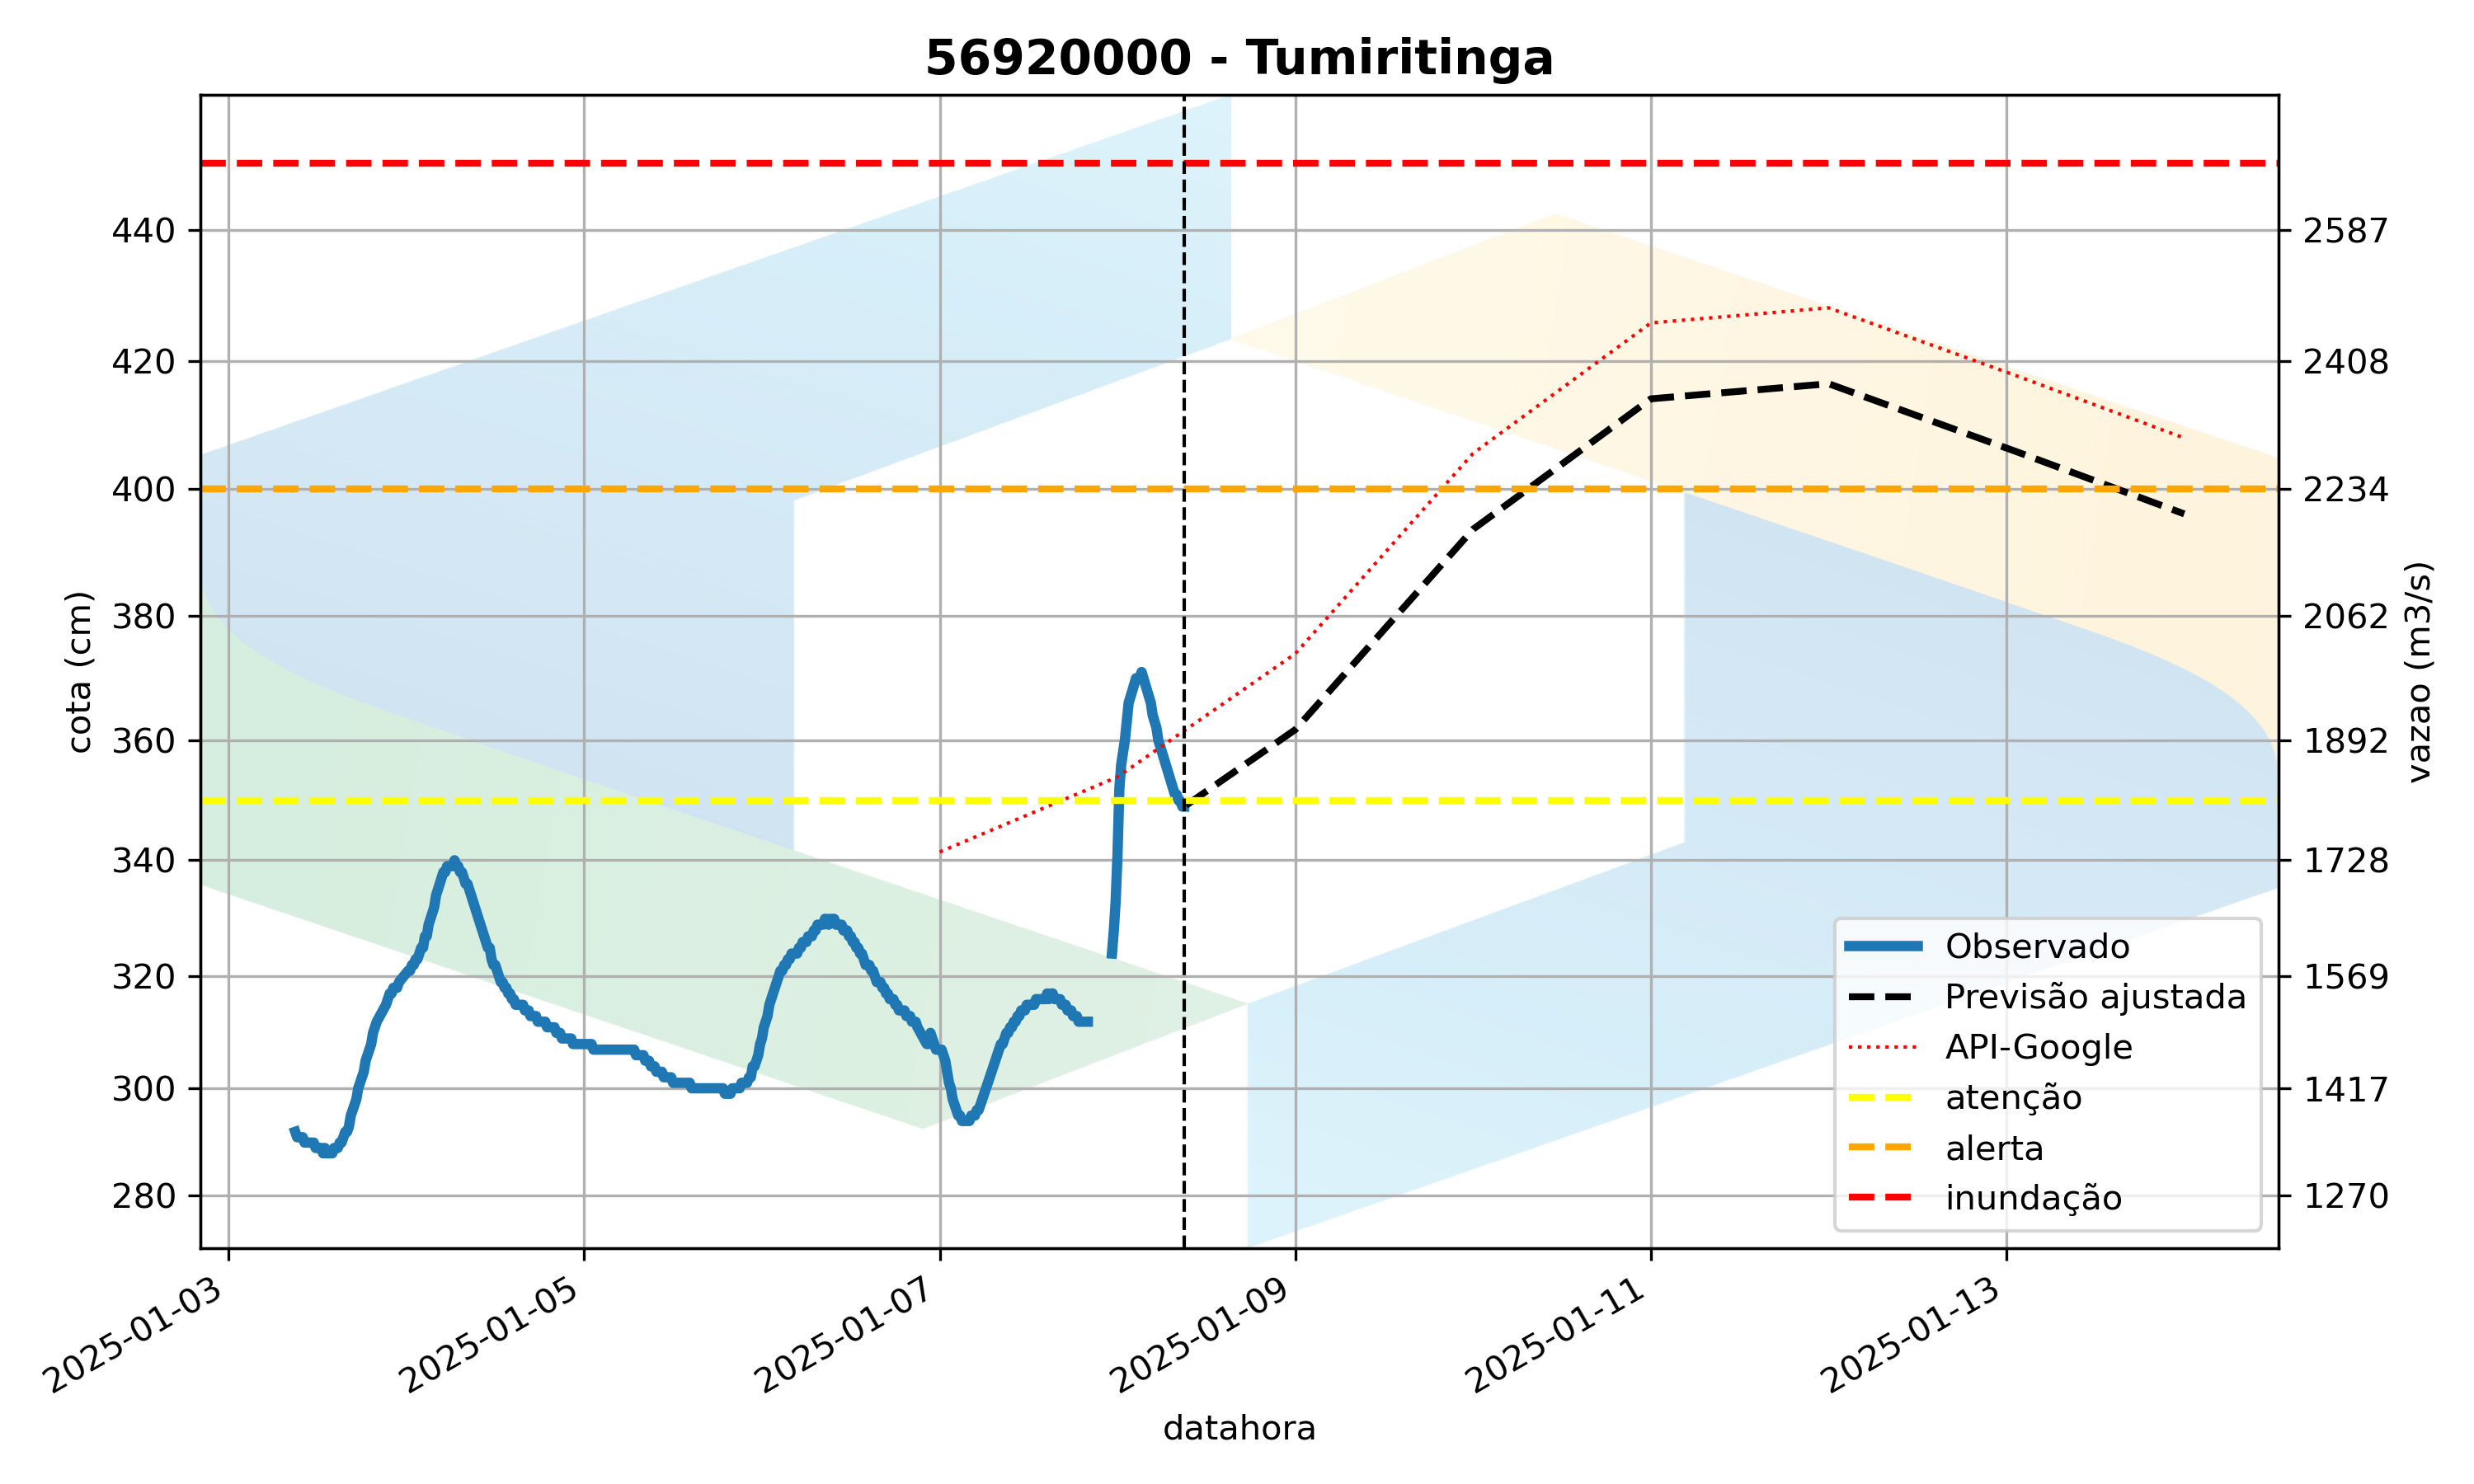 56920000 - Tumiritinga
440
420
400
380
360
340
320
300
280
cota (cm)
2587
2408
2234
2062
1892
1728
1569
1417
1270
vazao (m3/s)
Observado
Previsão ajustada
API-Google
atenção
alerta
inundação
2025-01-03
2025-01-05
2025-01-07
2025-01-09
2025-01-11
2025-01-13
datahora